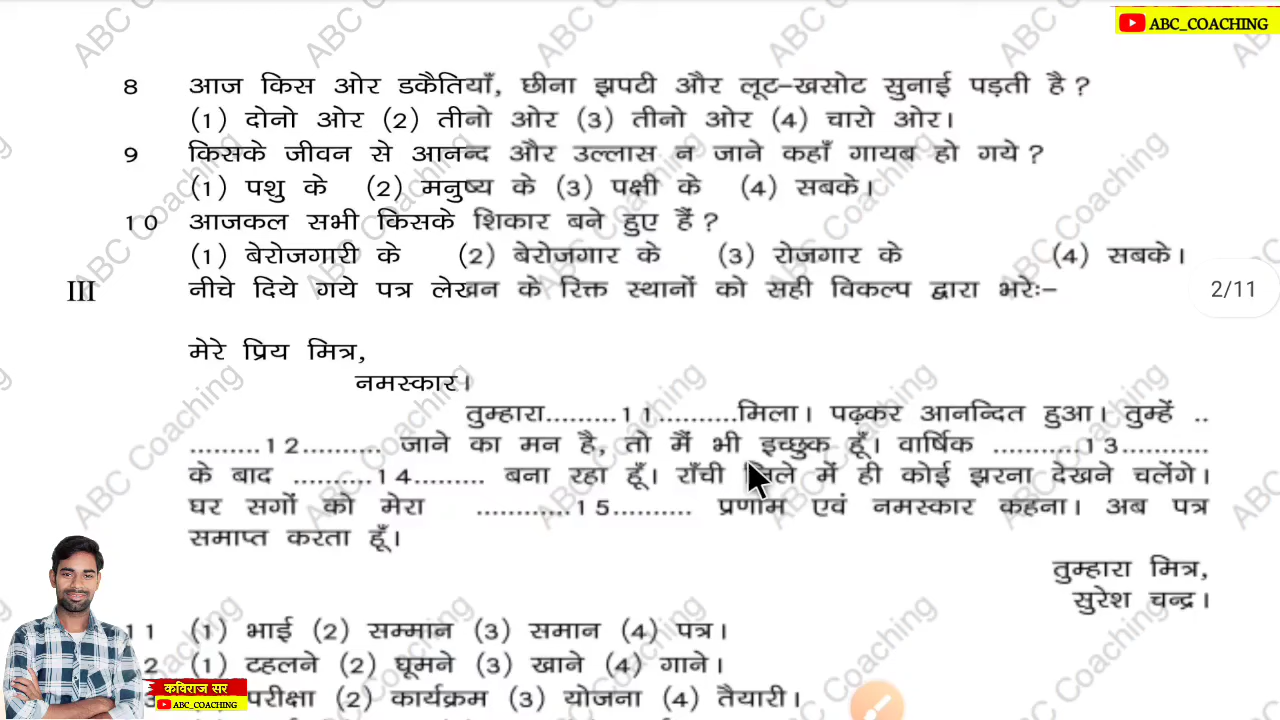 ABC_COACHING
8 आज किस ओर डकैतियाँ, छीना झपटी और लूट-खसोट सुनाई पड़ती है ?
(1) दोनो ओर (2) तीनो ओर (3) तीनो ओर (4) चारो ओर।
9 किसके जीवन से आनन्द और उल्लास न जाने कहाँ गायब हो गये ?
(1) पशु के (2) मनुष्य के (3) पक्षी के (4) सबके।
10 आजकल सभी किसके शिकार बने हुए हैं ?
(1) बेरोजगारी के (2) बेरोजगार के (3) रोजगार के (4) सबके।
III नीचे दिये गये पत्र लेखन के रिक्त स्थानों को सही विकल्प द्वारा भरेः-
2/11
मेरे प्रिय मित्र,
नमस्कार।
तुम्हारा.........11..........मिला। पढ़कर आनन्दित हुआ। तुम्हें ..
.........12.......... जाने का मन है, तो मैं भी इच्छुक हूँ। वार्षिक ...........13...........
के बाद ..........14......... बना रहा हूँ। राँची जिले में ही कोई झरना देखने चलेंगे।
घर सगों को मेरा ............15.......... प्रणाम एवं नमस्कार कहना। अब पत्र
समाप्त करता हूँ।
तुम्हारा मित्र,
सुरेश चन्द्र।
11 (1) भाई (2) सम्मान (3) समान (4) पत्र।
2 (1) टहलने (2) घूमने (3) खाने (4) गाने।
3 परीक्षा (2) कार्यक्रम (3) योजना (4) तैयारी।
कविराज सर
ABC_COACHING
ABC Coaching